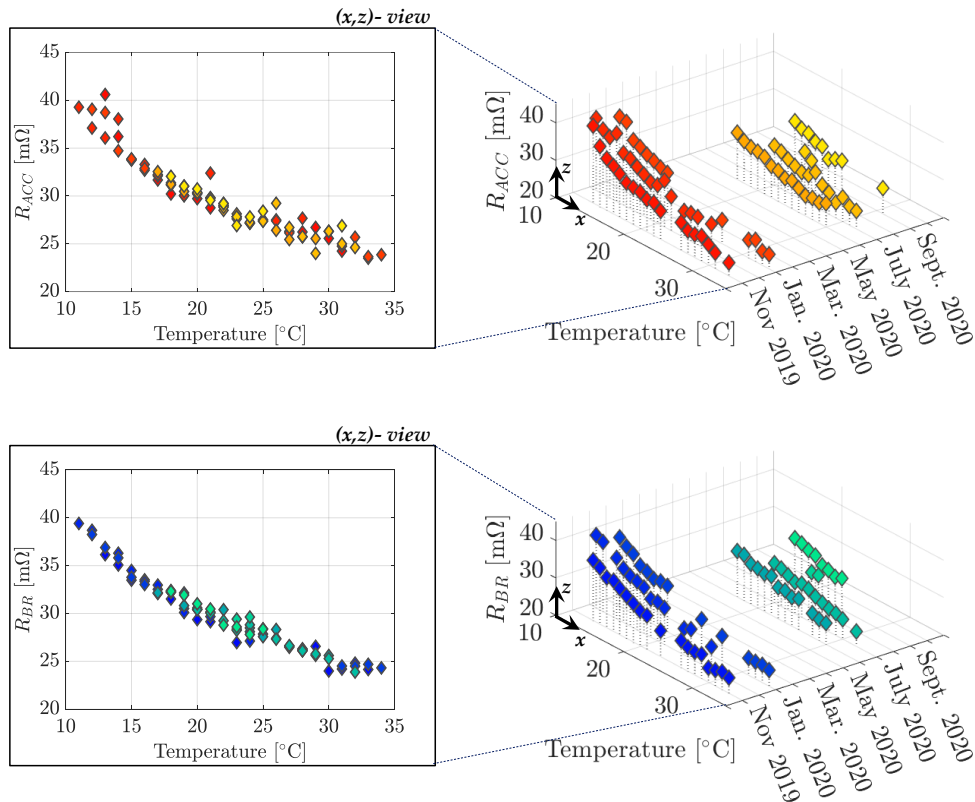 (x,z)- view
45
40
35
30
25
20
10 15 20 25 30 35
R_ACC [mΩ]
Temperature [°C]
40
30
20
R_ACC [mΩ]
z
x
10
20
30
Temperature [°C]
Nov 2019
Jan. 2020
Mar. 2020
May 2020
July 2020
Sept. 2020
(x,z)- view
45
40
35
30
25
20
10 15 20 25 30 35
R_BR [mΩ]
Temperature [°C]
40
30
20
R_BR [mΩ]
z
x
10
20
30
Temperature [°C]
Nov 2019
Jan. 2020
Mar. 2020
May 2020
July 2020
Sept. 2020